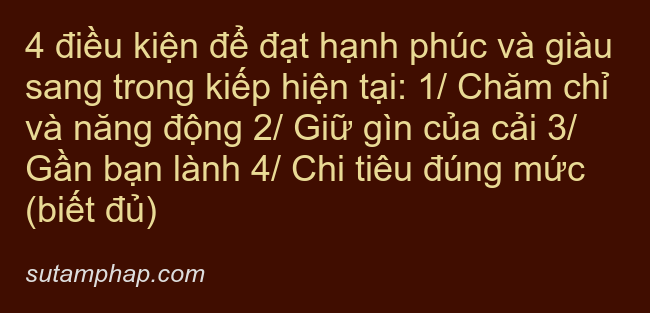 4 điều kiện để đạt hạnh phúc và giàu
sang trong kiếp hiện tại: 1/ Chăm chỉ
và năng động 2/ Giữ gìn của cải 3/
Gần bạn lành 4/ Chi tiêu đúng mức
(biết đủ)
sutamphap.com